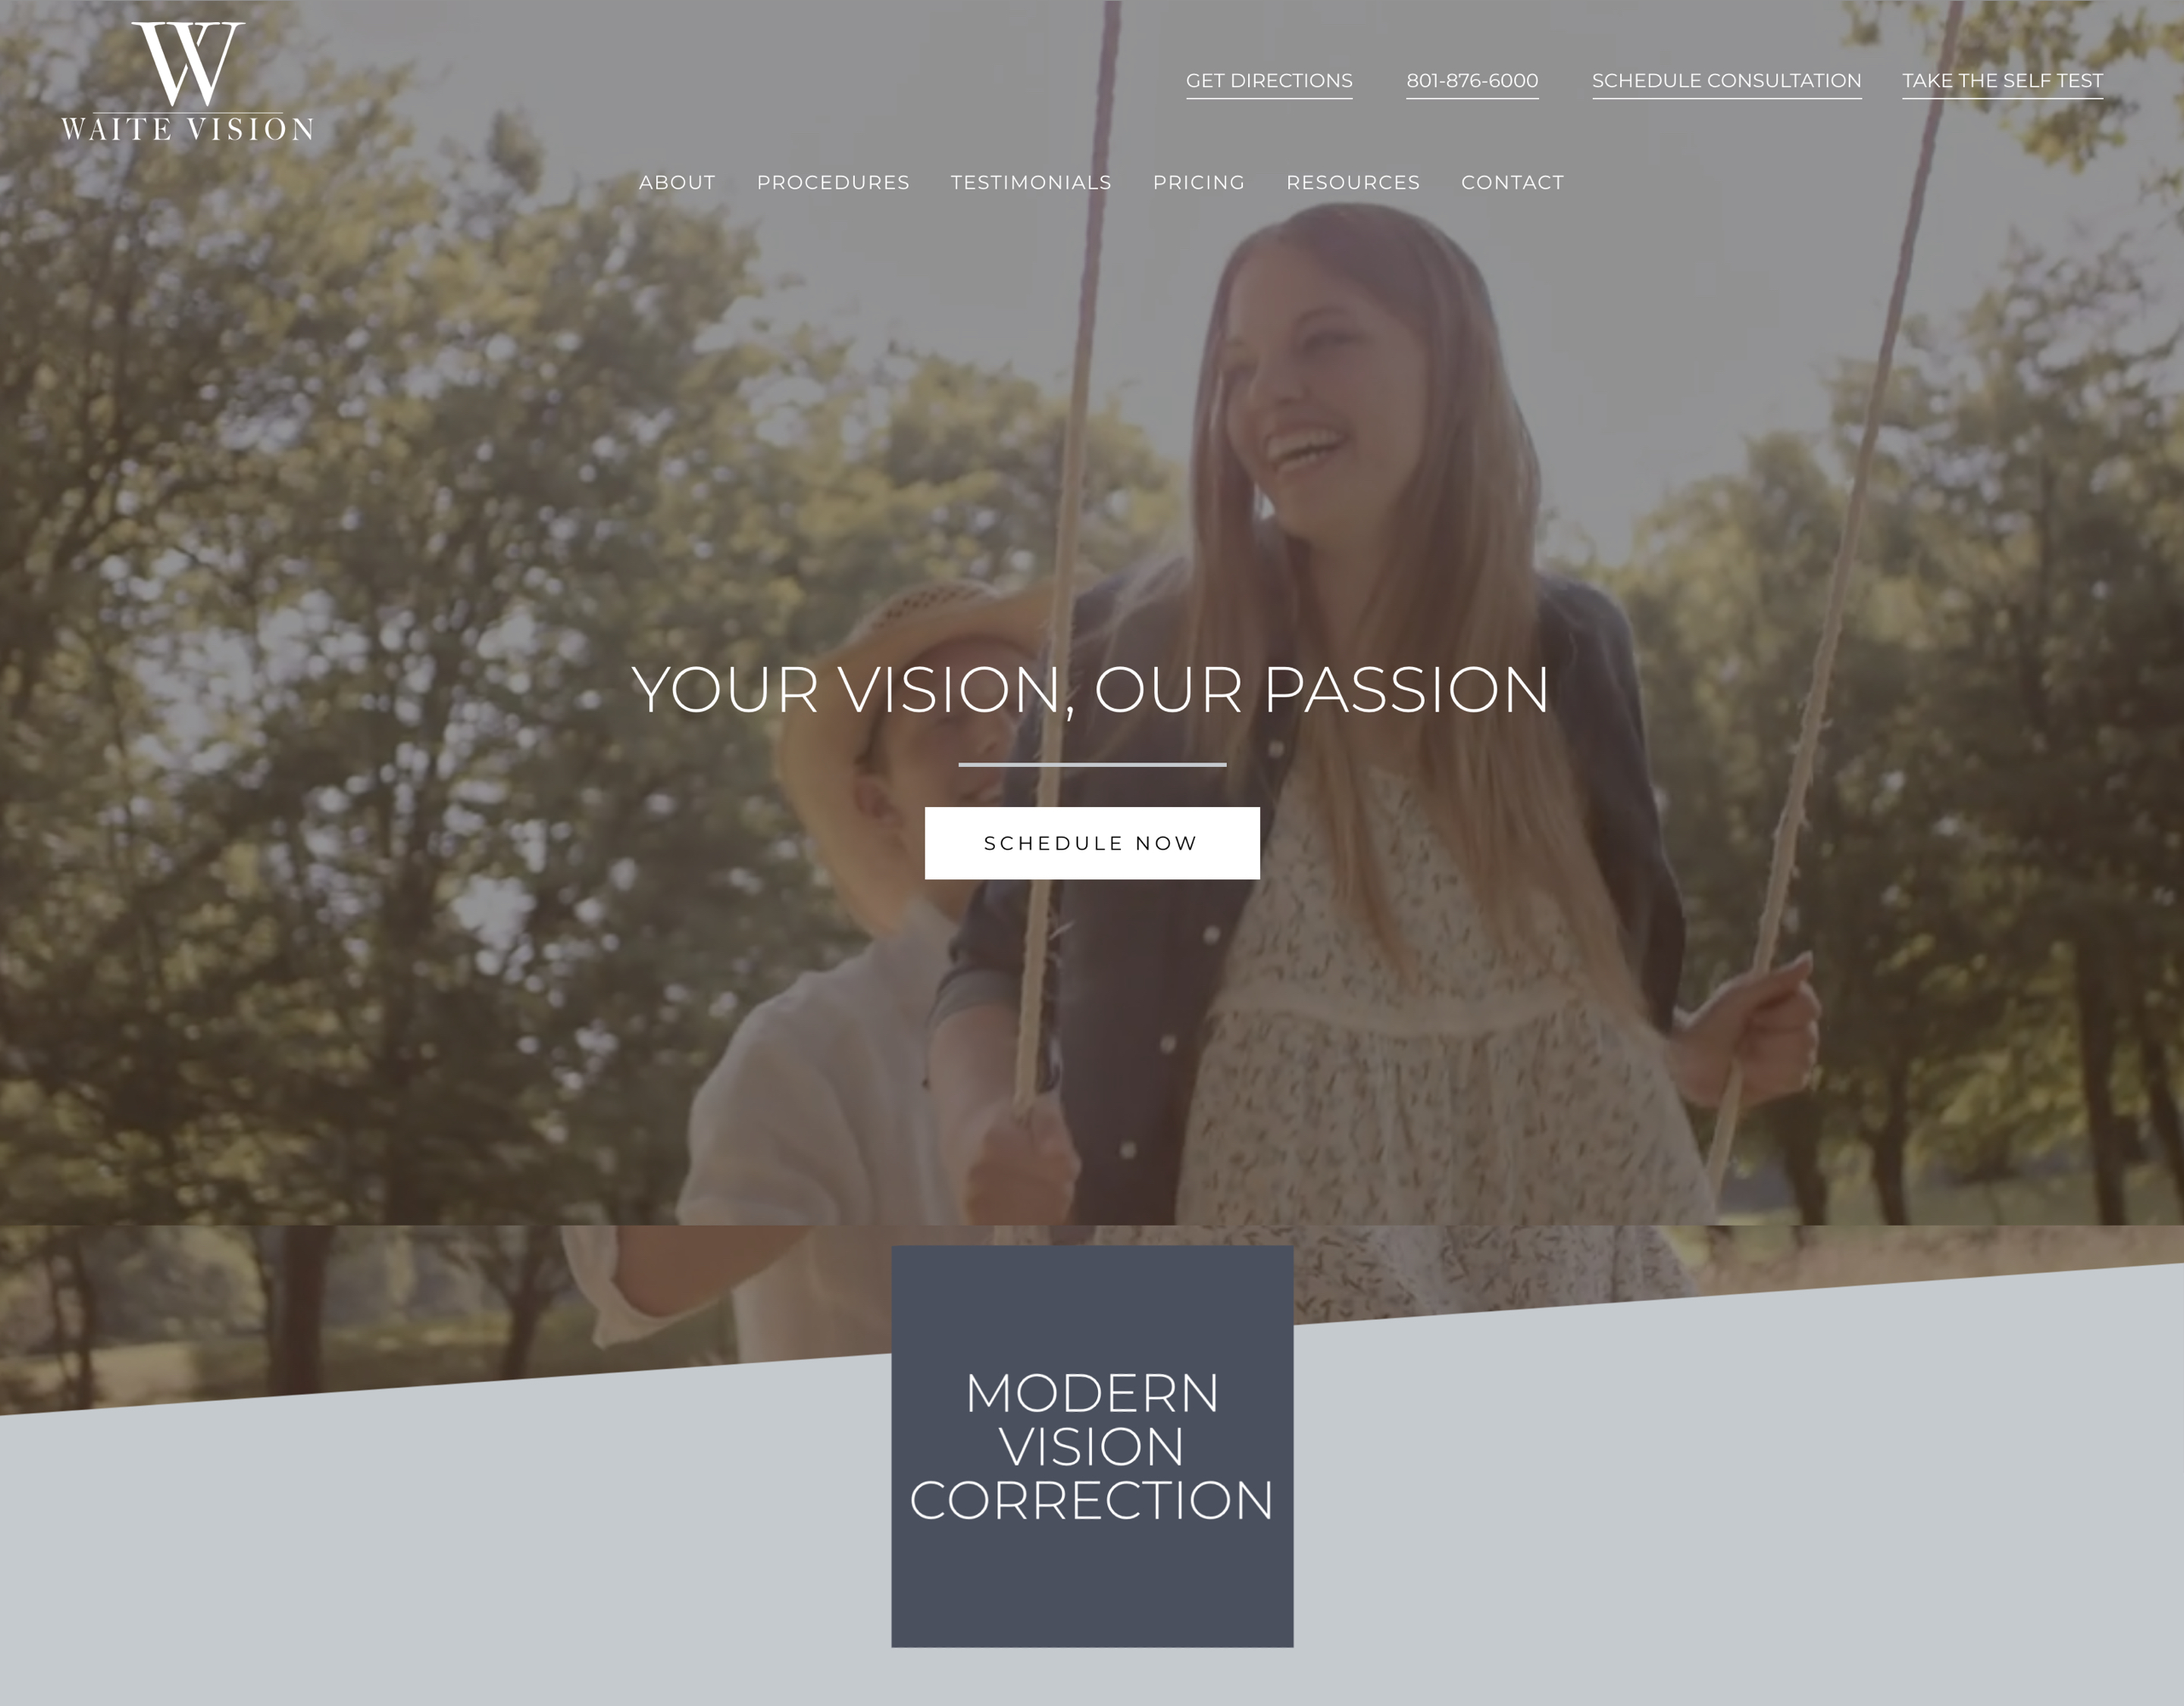 W
WAITE VISION
GET DIRECTIONS 801-876-6000 SCHEDULE CONSULTATION TAKE THE SELF TEST
ABOUT PROCEDURES TESTIMONIALS PRICING RESOURCES CONTACT
YOUR VISION, OUR PASSION
SCHEDULE NOW
MODERN
VISION
CORRECTION